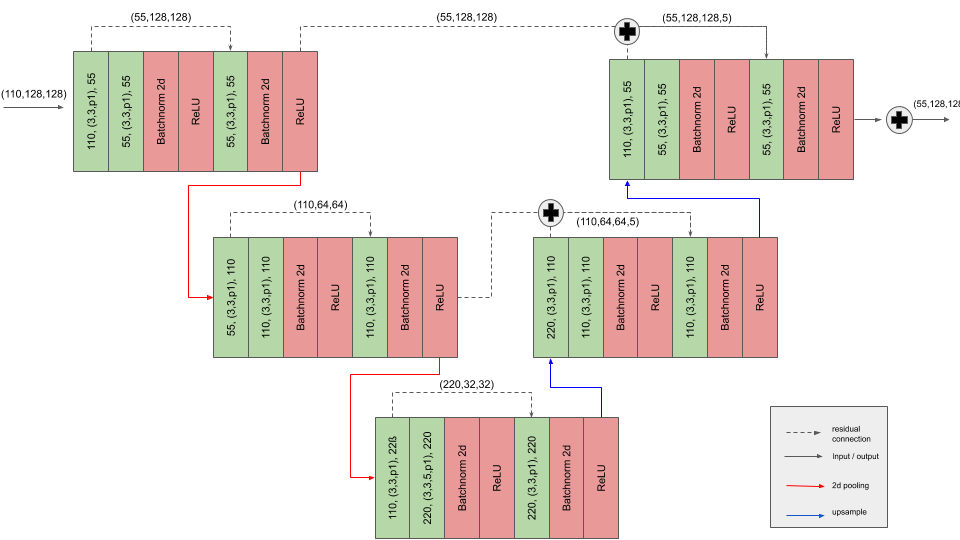 (55,128,128)
(55,128,128)
(55,128,128,5)
(110,128,128)
110, (3,3,p1), 55
55, (3,3,p1), 55
Batchnorm 2d
ReLU
55, (3,3,p1), 55
Batchnorm 2d
ReLU
110, (3,3,p1), 55
55, (3,3,p1), 55
Batchnorm 2d
ReLU
55, (3,3,p1), 55
Batchnorm 2d
ReLU
(55,128,128
(110,64,64)
(110,64,64,5)
55, (3,3,p1), 110
110, (3,3,p1), 110
Batchnorm 2d
ReLU
110, (3,3,p1), 110
Batchnorm 2d
ReLU
220, (3,3,p1), 110
110, (3,3,p1), 110
Batchnorm 2d
ReLU
110, (3,3,p1), 110
Batchnorm 2d
ReLU
(220,32,32)
110, (3,3,p1), 22ß
220, (3,3,5,p1), 220
Batchnorm 2d
ReLU
220, (3,3,p1), 220
Batchnorm 2d
ReLU
residual
connection
Input / output
2d pooling
upsample